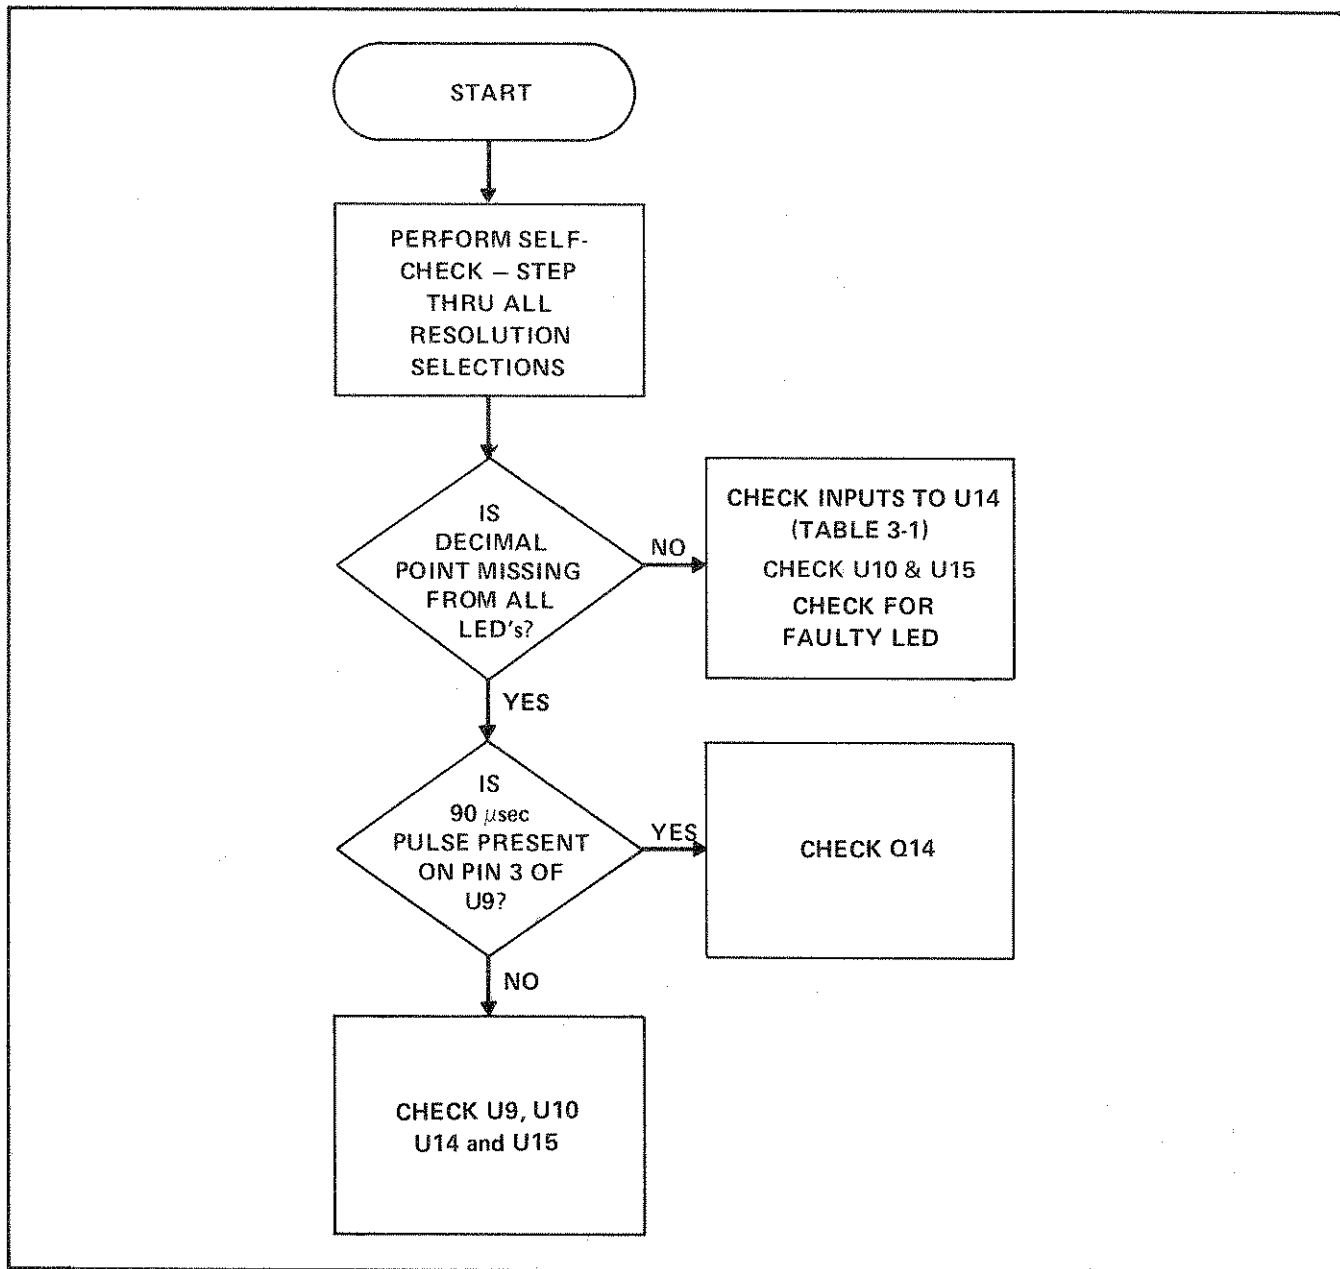 START
PERFORM SELF-
CHECK – STEP
THRU ALL
RESOLUTION
SELECTIONS
IS
DECIMAL
POINT MISSING
FROM ALL
LED's?
NO
CHECK INPUTS TO U14
(TABLE 3-1)
CHECK U10 & U15
CHECK FOR
FAULTY LED
YES
IS
90 μsec
PULSE PRESENT
ON PIN 3 OF
U9?
YES
CHECK Q14
NO
CHECK U9, U10
U14 and U15